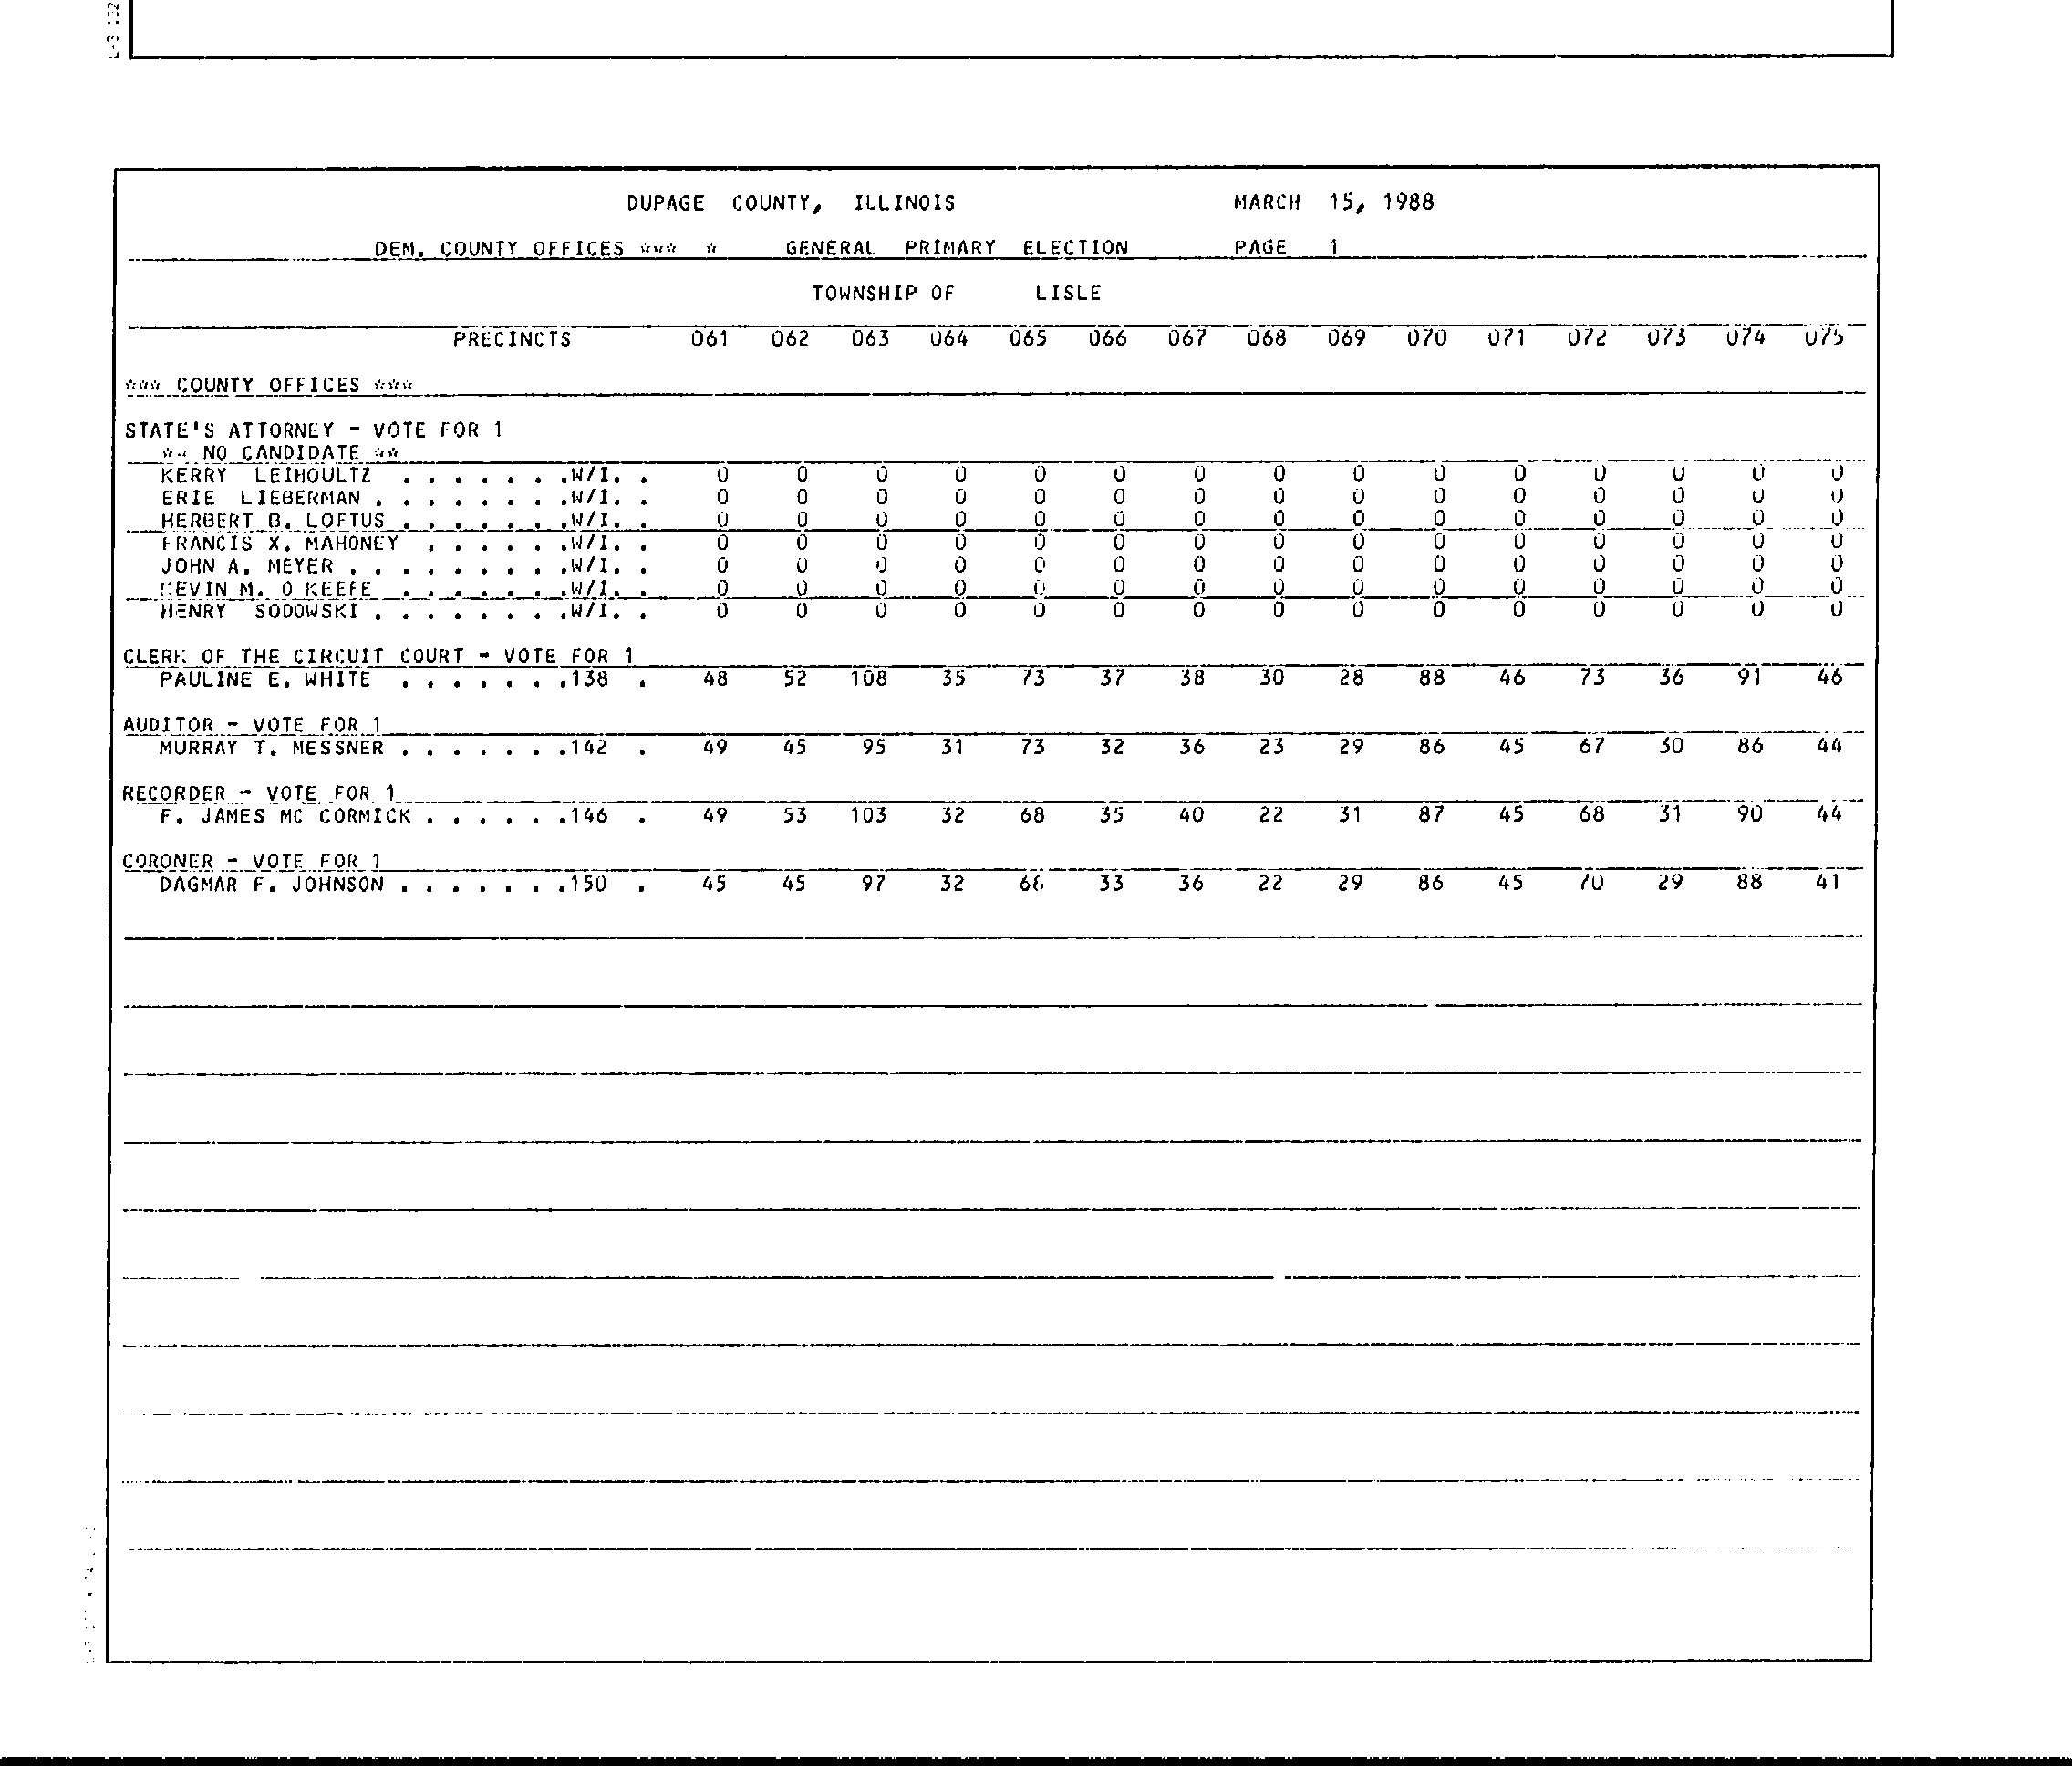 DUPAGE COUNTY, ILLINOIS MARCH 15, 1988
DEM. COUNTY OFFICES *** * GENERAL PRIMARY ELECTION PAGE 1
TOWNSHIP OF LISLE
PRECINCTS 061 062 063 064 065 066 067 068 069 070 071 072 073 074 075
*** COUNTY OFFICES ***
STATE'S ATTORNEY - VOTE FOR 1
** NO CANDIDATE **
KERRY LEIHOULTZ . . . . . . .W/I. . 0 0 0 0 0 0 0 0 0 0 0 0 0 0 0
ERIE LIEBERMAN . . . . . . . .W/I. . 0 0 0 0 0 0 0 0 0 0 0 0 0 0 0
HERBERT B. LOFTUS . . . . . . .W/I. . 0 0 0 0 0 0 0 0 0 0 0 0 0 0 0
FRANCIS X. MAHONEY . . . . . .W/I. . 0 0 0 0 0 0 0 0 0 0 0 0 0 0 0
JOHN A. MEYER . . . . . . . . .W/I. . 0 0 0 0 0 0 0 0 0 0 0 0 0 0 0
KEVIN M. O KEEFE . . . . . . .W/I. . 0 0 0 0 0 0 0 0 0 0 0 0 0 0 0
HENRY SODOWSKI . . . . . . . .W/I. . 0 0 0 0 0 0 0 0 0 0 0 0 0 0 0
CLERK OF THE CIRCUIT COURT - VOTE FOR 1
PAULINE E. WHITE . . . . . . .138 . 48 52 108 35 73 37 38 30 28 88 46 73 36 91 46
AUDITOR - VOTE FOR 1
MURRAY T. MESSNER . . . . . . .142 . 49 45 95 31 73 32 36 23 29 86 45 67 30 86 44
RECORDER - VOTE FOR 1
F. JAMES MC CORMICK . . . . . .146 . 49 53 103 32 68 35 40 22 31 87 45 68 31 90 44
CORONER - VOTE FOR 1
DAGMAR F. JOHNSON . . . . . . .150 . 45 45 97 32 66 33 36 22 29 86 45 70 29 88 41